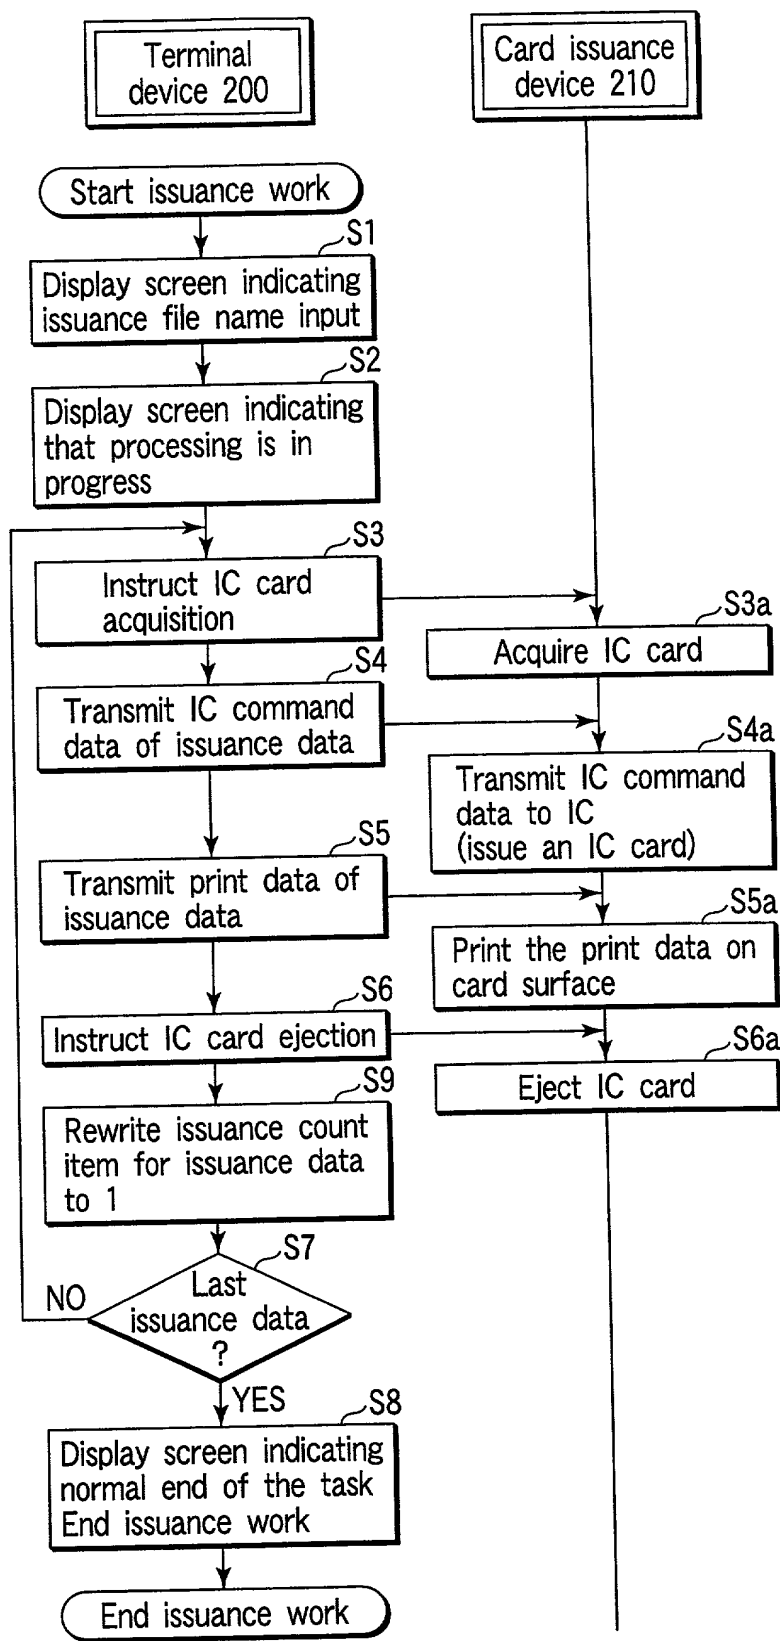 Terminal
device 200
Card issuance
device 210
Start issuance work
S1
Display screen indicating
issuance file name input
S2
Display screen indicating
that processing is in
progress
S3
Instruct IC card
acquisition
S3a
Acquire IC card
S4
Transmit IC command
data of issuance data
S4a
Transmit IC command
data to IC
(issue an IC card)
S5
Transmit print data of
issuance data
S5a
Print the print data on
card surface
S6
Instruct IC card ejection
S6a
Eject IC card
S9
Rewrite issuance count
item for issuance data
to 1
S7
Last
issuance data
?
NO
YES
S8
Display screen indicating
normal end of the task
End issuance work
End issuance work